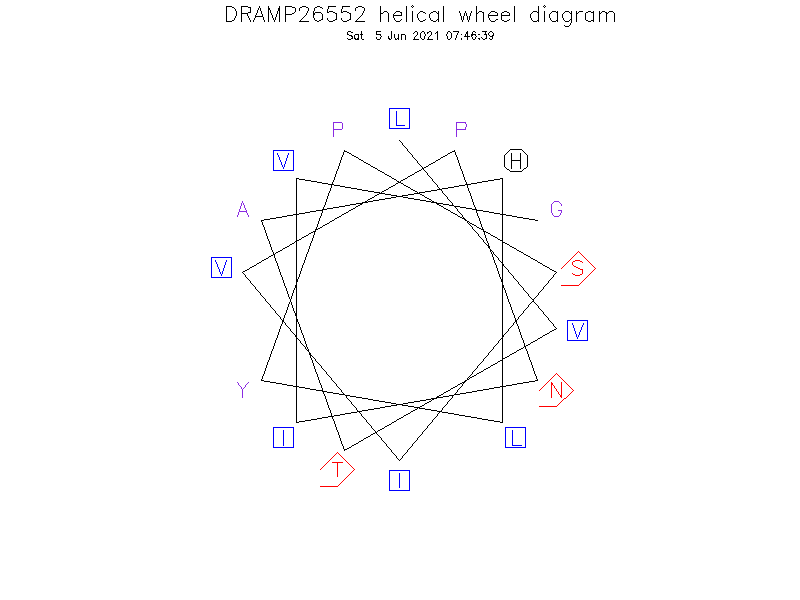 DRAMP26552 helical wheel diagram
Sat 5 Jun 2021 07:46:39
L
P P
V H
A G
V S
V
Y N
I L
T I